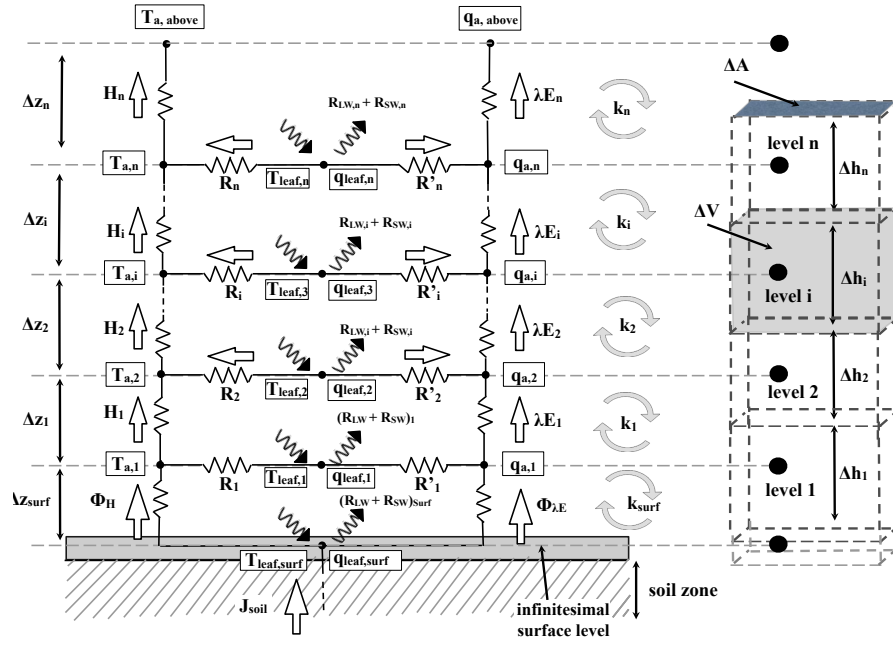 Ta, above
qa, above
Δzn
Hn
λEn
kn
ΔA
level n
Δhn
RLW,n + RSW,n
Ta,n
Rn
Tleaf,n
qleaf,n
R'n
qa,n
Δzi
Hi
λEi
ki
ΔV
RLW,i + RSW,i
Ta,i
Ri
Tleaf,3
qleaf,3
R'i
qa,i
level i
Δhi
Δz2
H2
λE2
k2
RLW,i + RSW,i
Ta,2
R2
Tleaf,2
qleaf,2
R'2
qa,2
level 2
Δh2
Δz1
H1
λE1
k1
(RLW + RSW)1
Ta,1
R1
Tleaf,1
qleaf,1
R'1
qa,1
level 1
Δh1
Δzsurf
ΦH
(RLW + RSW)Surf
ΦλE
ksurf
Tleaf,surf
qleaf,surf
Jsoil
infinitesimal
surface level
soil zone